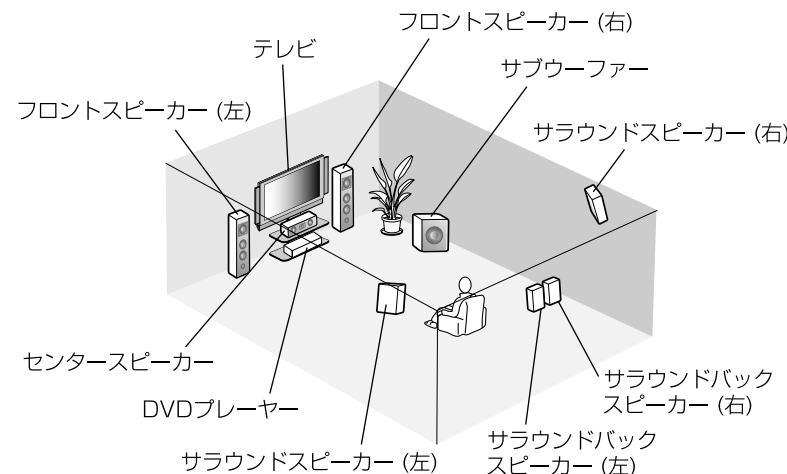 フロントスピーカー (右)
テレビ
サブウーファー
フロントスピーカー (左)
サラウンドスピーカー (右)
センタースピーカー
DVDプレーヤー
サラウンドバック
スピーカー (右)
サラウンドスピーカー (左)
サラウンドバック
スピーカー (左)